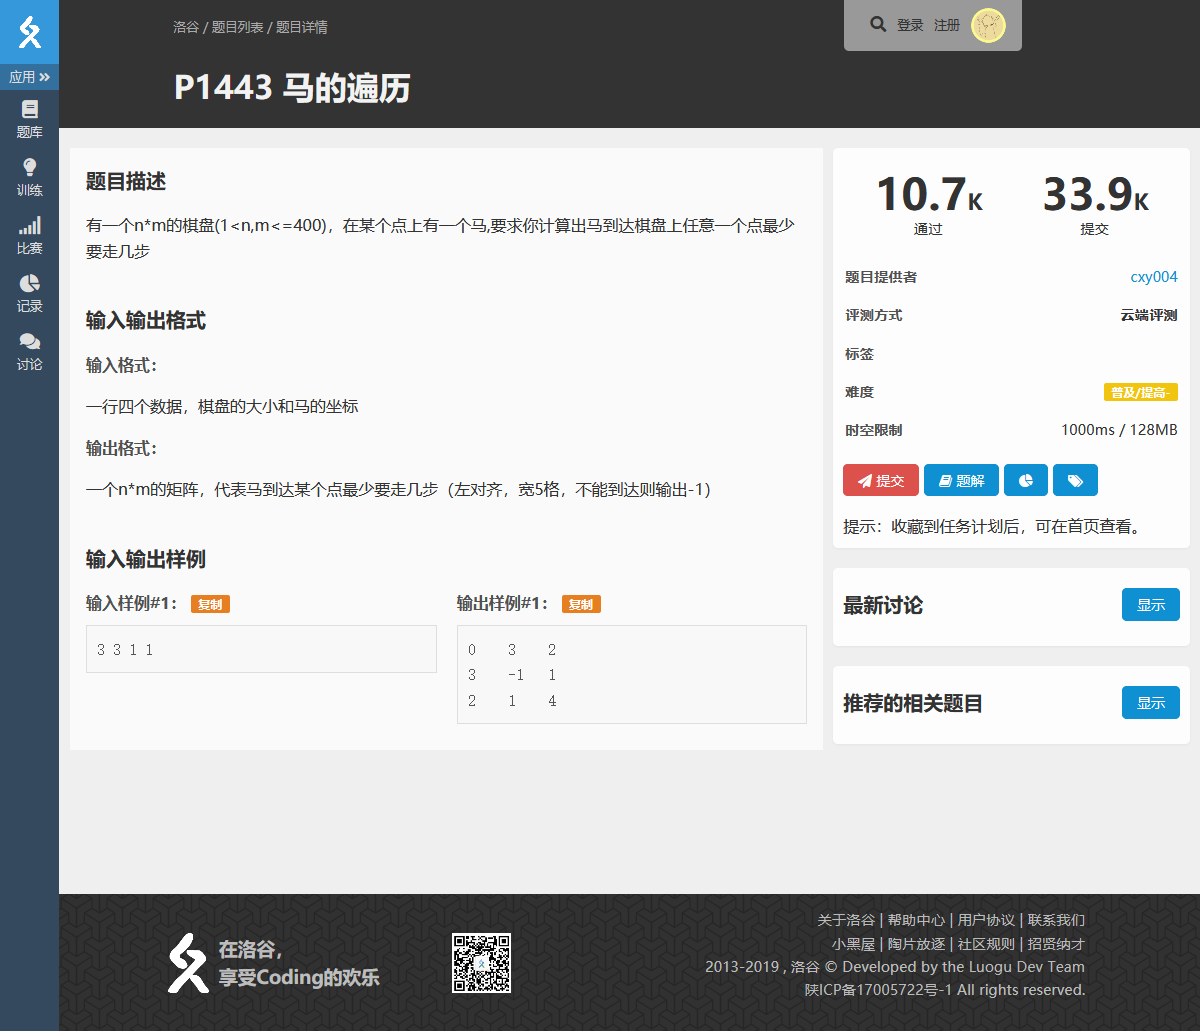 洛谷 / 题目列表 / 题目详情
登录 注册
P1443 马的遍历
应用
题库
训练
比赛
记录
讨论
题目描述
有一个n*m的棋盘(1<n,m<=400)，在某个点上有一个马,要求你计算出马到达棋盘上任意一个点最少
要走几步
输入输出格式
输入格式：
一行四个数据，棋盘的大小和马的坐标
输出格式：
一个n*m的矩阵，代表马到达某个点最少要走几步（左对齐，宽5格，不能到达则输出-1）
输入输出样例
输入样例#1： 复制
3 3 1 1
输出样例#1： 复制
0    3    2
3    -1   1
2    1    4
10.7K 33.9K
通过 提交
题目提供者 cxy004
评测方式 云端评测
标签
难度 普及/提高-
时空限制 1000ms / 128MB
提交 题解
提示：收藏到任务计划后，可在首页查看。
最新讨论 显示
推荐的相关题目 显示
在洛谷，
享受Coding的欢乐
关于洛谷 | 帮助中心 | 用户协议 | 联系我们
小黑屋 | 陶片放逐 | 社区规则 | 招贤纳才
2013-2019 , 洛谷 © Developed by the Luogu Dev Team
陕ICP备17005722号-1 All rights reserved.